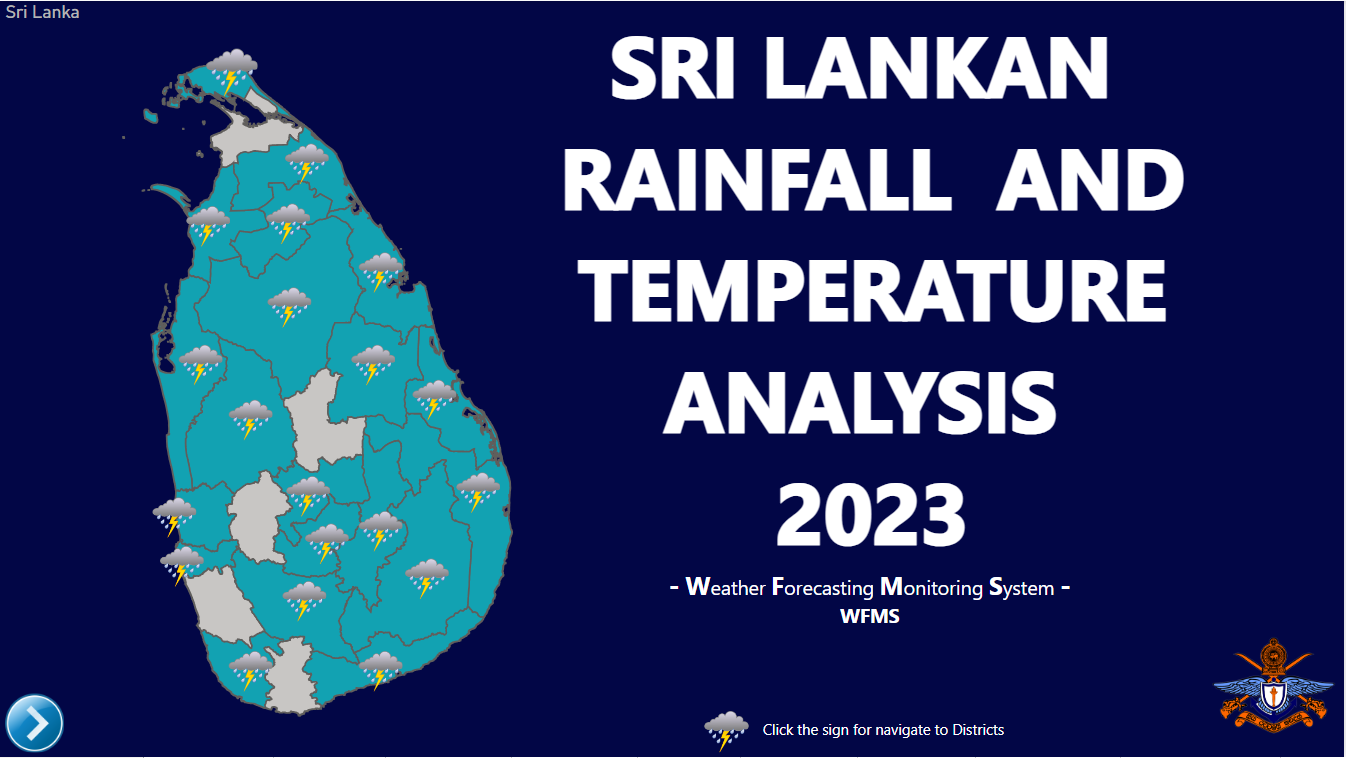 Sri Lanka
SRI LANKAN
RAINFALL AND
TEMPERATURE
ANALYSIS
2023
- Weather Forecasting Monitoring System -
WFMS
Click the sign for navigate to Districts